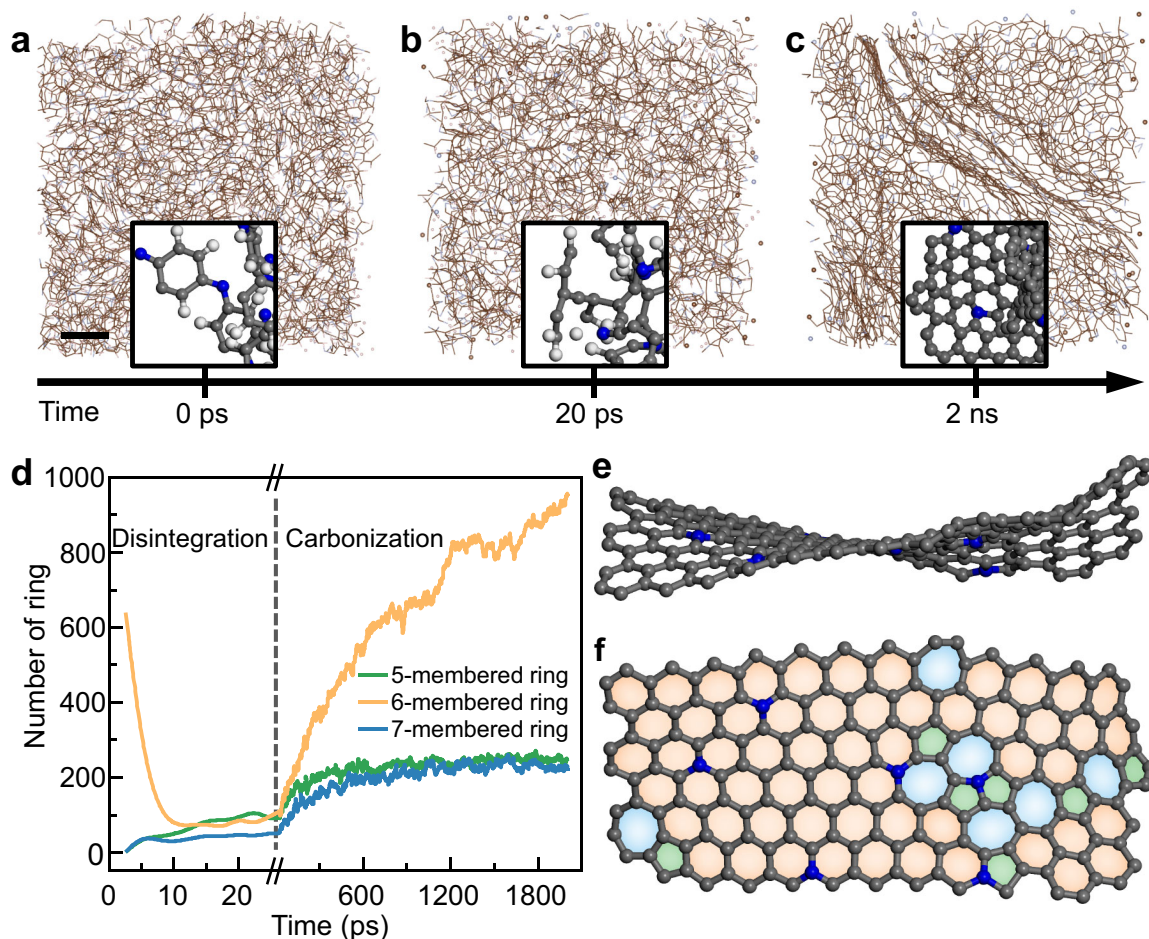 a
b
c
Time
0 ps
20 ps
2 ns
d
1000
800
600
400
200
0
Number of ring
Disintegration
Carbonization
5-membered ring
6-membered ring
7-membered ring
0
10
20
600
1200
1800
Time (ps)
e
f